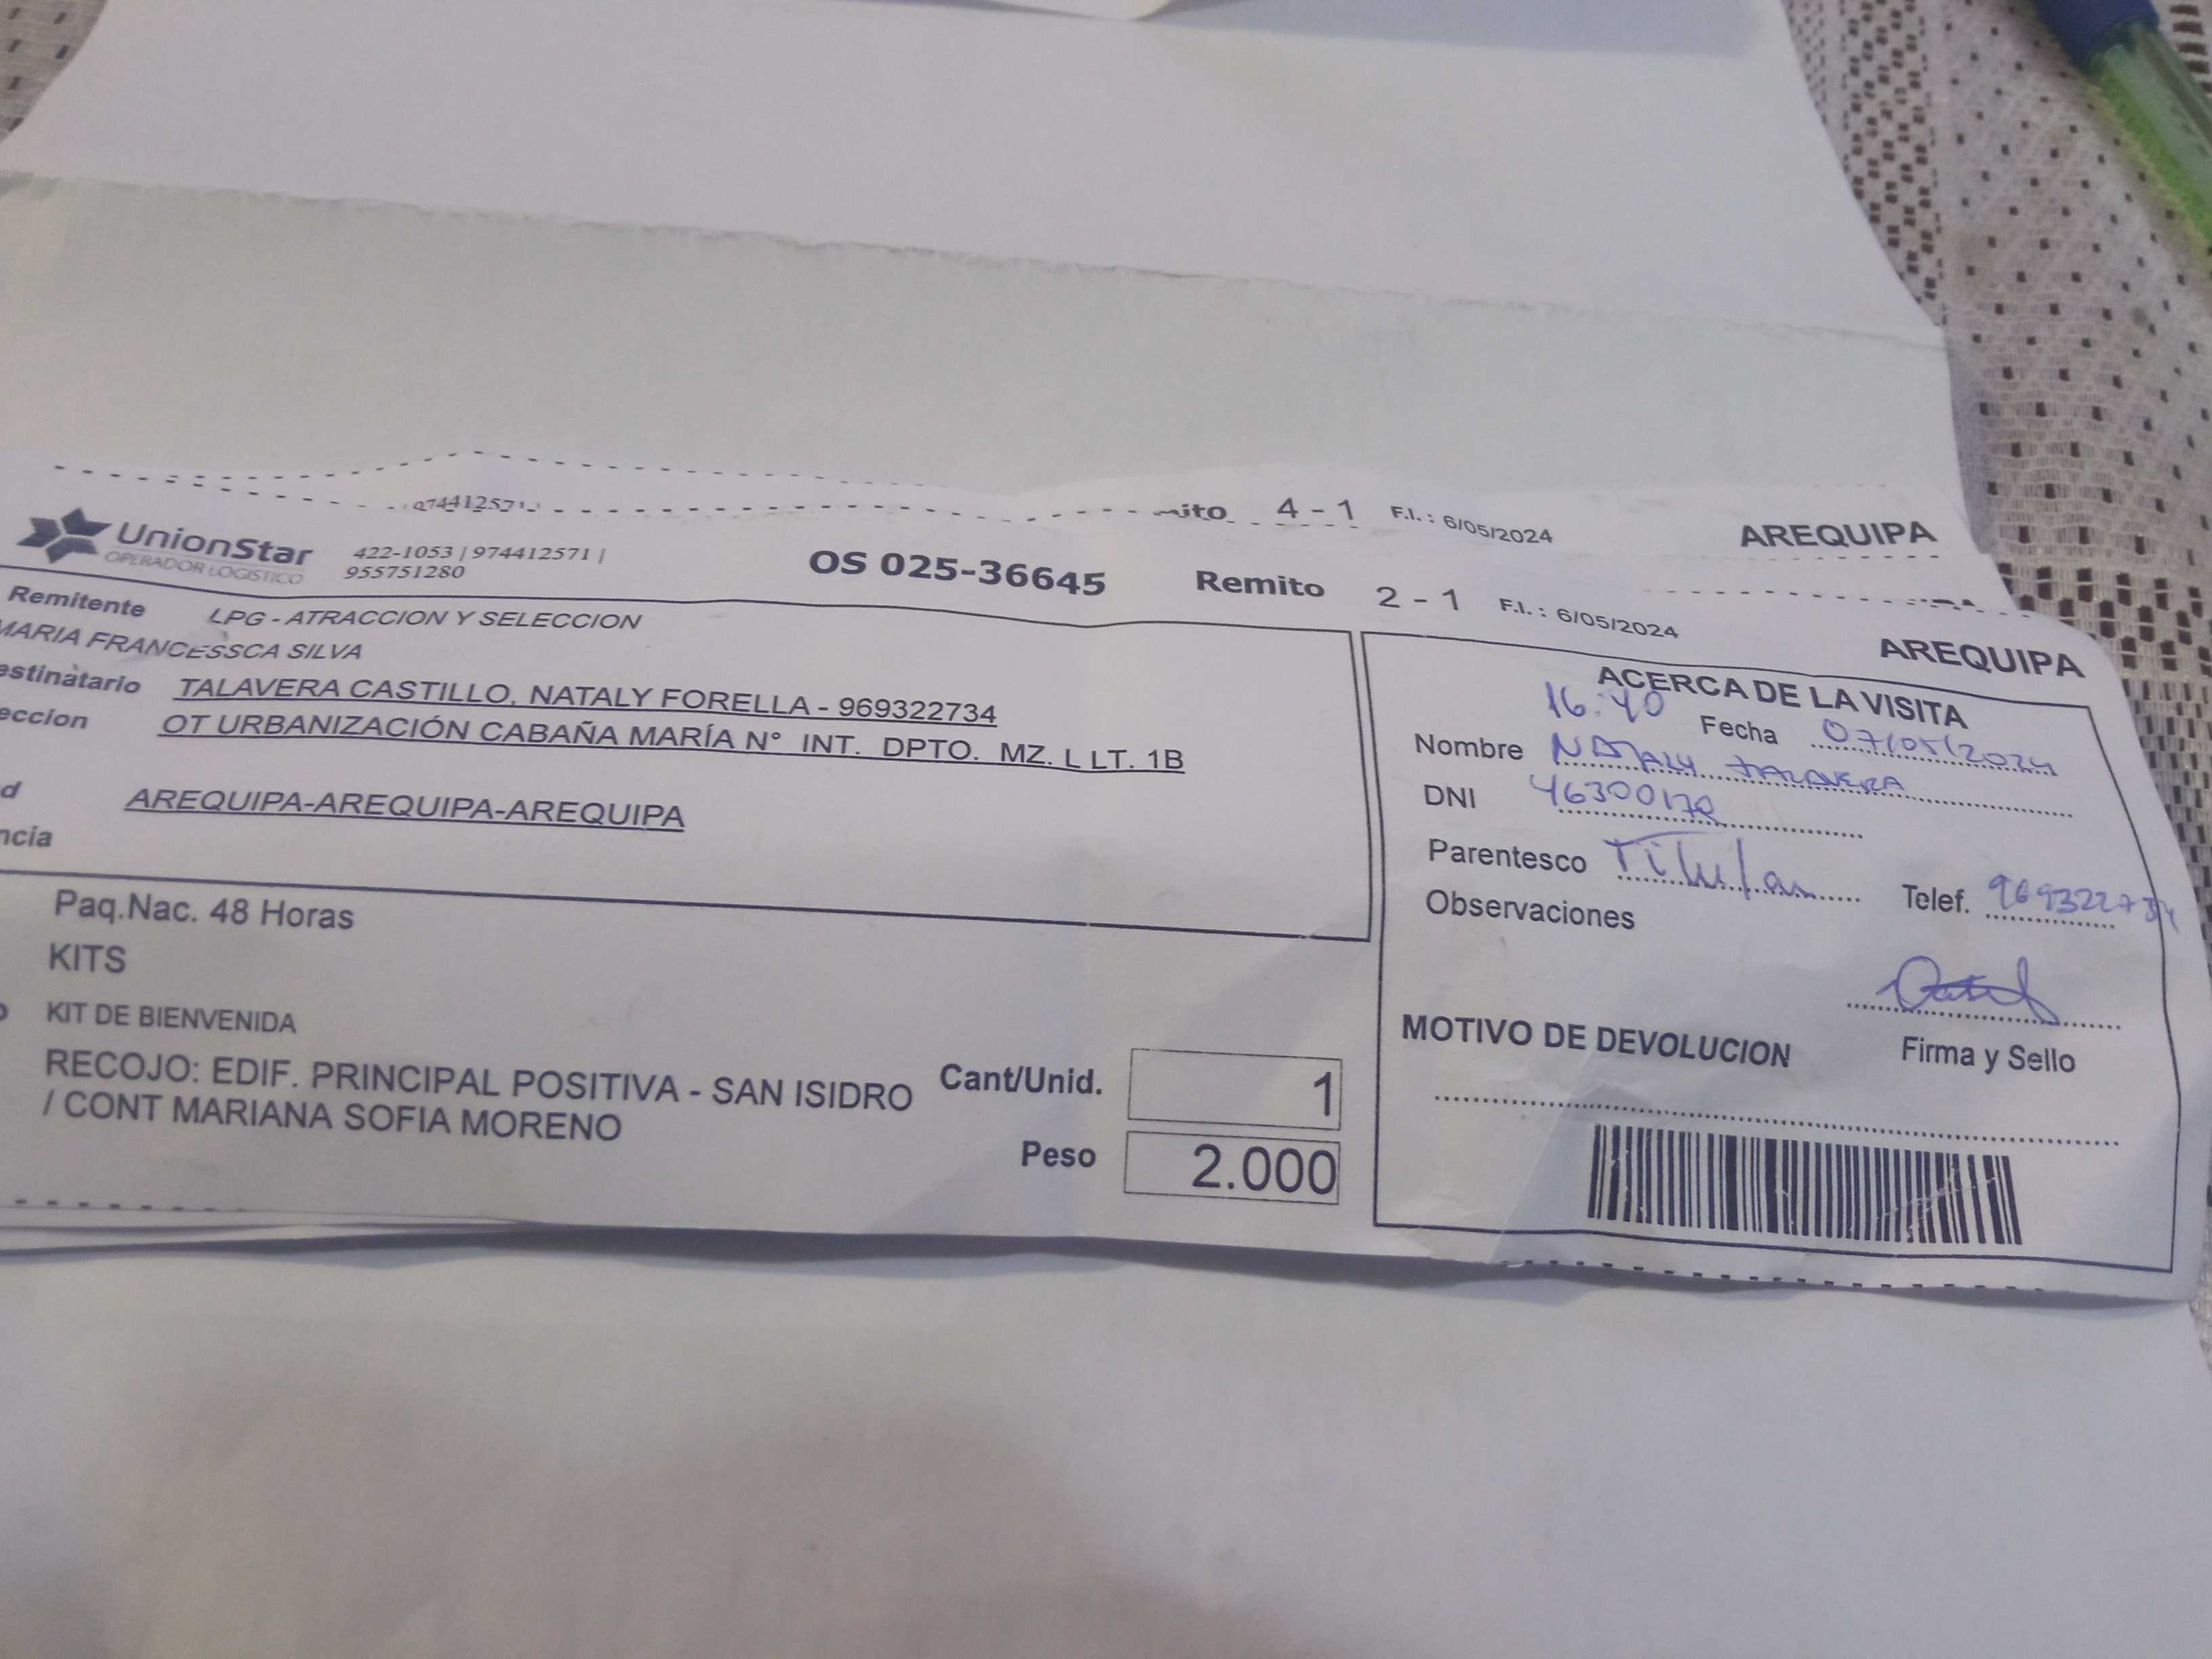 974412571
4 - 1 F.I. : 6/05/2024 AREQUIPA
UnionStar
OPERADOR LOGISTICO
422-1053 | 974412571 |
955751280
OS 025-36645 Remito 2 - 1 F.I. : 6/05/2024 AREQUIPA
Remitente LPG - ATRACCION Y SELECCION
MARIA FRANCESSCA SILVA
estinatario TALAVERA CASTILLO, NATALY FORELLA - 969322734
eccion OT URBANIZACIÓN CABAÑA MARÍA N° INT. DPTO. MZ. L LT. 1B
d AREQUIPA-AREQUIPA-AREQUIPA
ncia
Paq.Nac. 48 Horas
KITS
o KIT DE BIENVENIDA
RECOJO: EDIF. PRINCIPAL POSITIVA - SAN ISIDRO
/ CONT MARIANA SOFIA MORENO
Cant/Unid. 1
Peso 2.000
ACERCA DE LA VISITA
16:40 Fecha 07/05/2024
Nombre NATALY TALAVERA
DNI
Parentesco Titular Telef. 969322734
Observaciones
Firma y Sello
MOTIVO DE DEVOLUCION